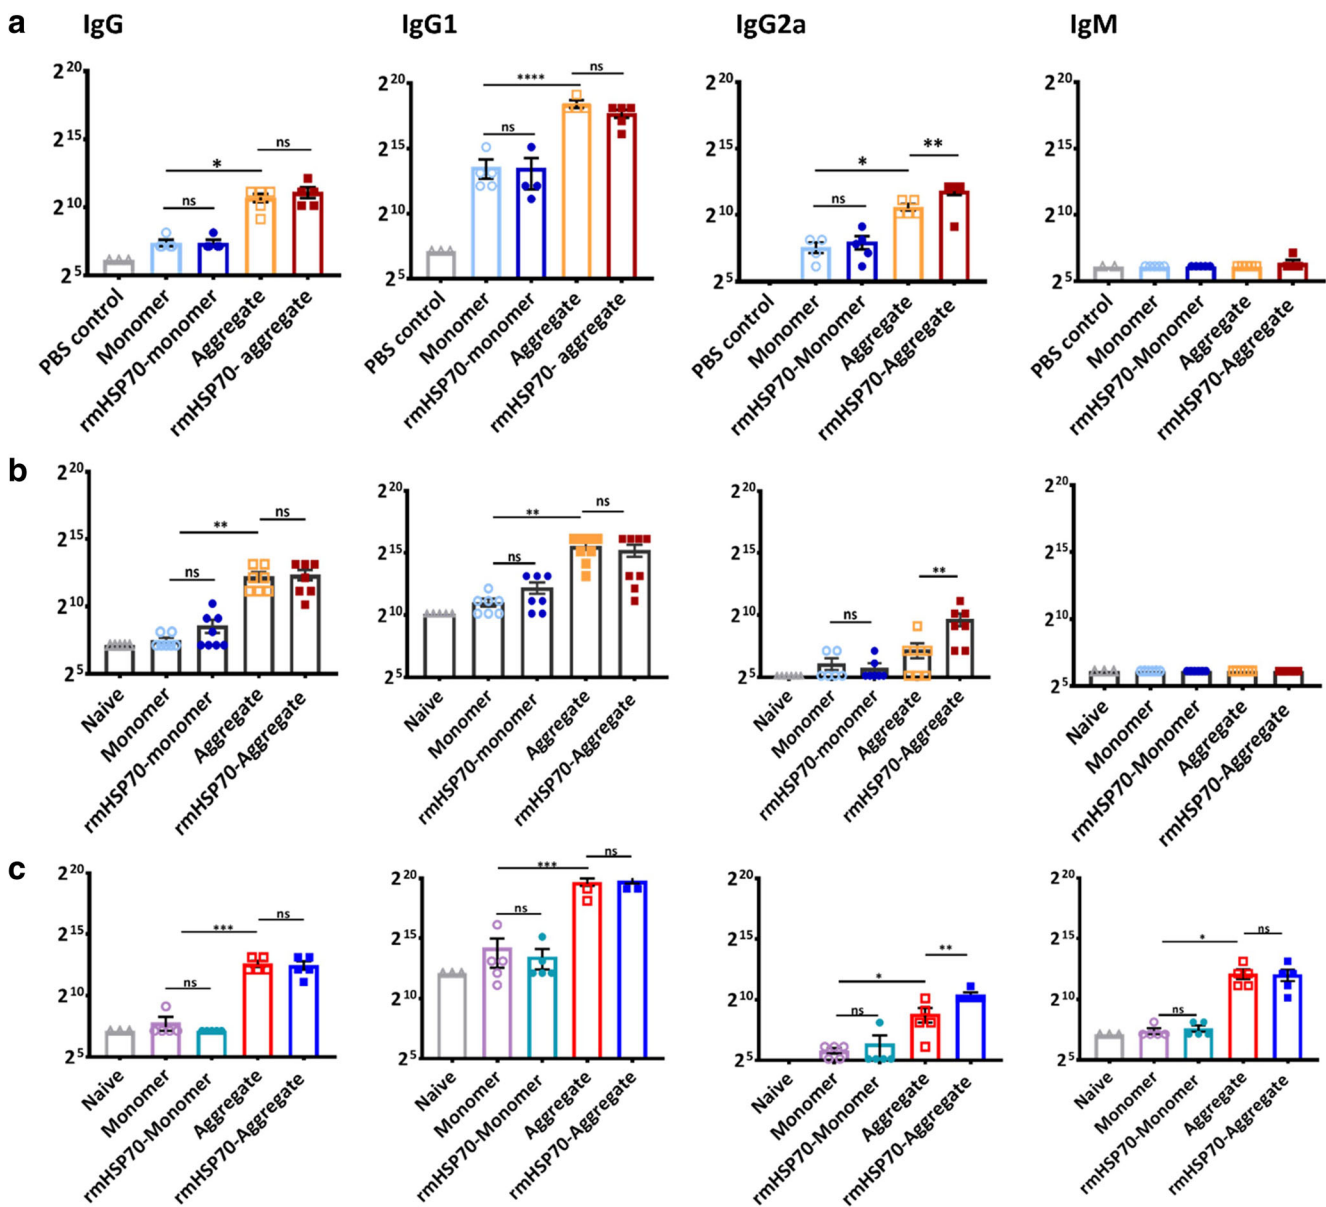 a
IgG
IgG1
IgG2a
IgM
2^20
2^15
2^10
2^5
ns
*
ns
PBS control
Monomer
rmHSP70-monomer
Aggregate
rmHSP70- aggregate
2^20
2^15
2^10
2^5
ns
****
ns
PBS control
Monomer
rmHSP70-monomer
Aggregate
rmHSP70- aggregate
2^20
2^15
2^10
2^5
ns
*
**
PBS control
Monomer
rmHSP70-Monomer
Aggregate
rmHSP70-Aggregate
2^20
2^15
2^10
2^5
PBS control
Monomer
rmHSP70-Monomer
Aggregate
rmHSP70-Aggregate
b
2^20
2^15
2^10
2^5
ns
**
ns
Naive
Monomer
rmHSP70-monomer
Aggregate
rmHSP70-Aggregate
2^20
2^15
2^10
2^5
ns
**
ns
Naive
Monomer
rmHSP70-monomer
Aggregate
rmHSP70-Aggregate
2^20
2^15
2^10
2^5
ns
**
Naive
Monomer
rmHSP70-monomer
Aggregate
rmHSP70-Aggregate
2^20
2^15
2^10
2^5
Naive
Monomer
rmHSP70-Monomer
Aggregate
rmHSP70-Aggregate
c
2^20
2^15
2^10
2^5
ns
***
ns
Naive
Monomer
rmHSP70-Monomer
Aggregate
rmHSP70-Aggregate
2^20
2^15
2^10
2^5
ns
***
ns
Naive
Monomer
rmHSP70-Monomer
Aggregate
rmHSP70-Aggregate
2^20
2^15
2^10
2^5
ns
*
**
Naive
Monomer
rmHSP70-Monomer
Aggregate
rmHSP70-Aggregate
2^20
2^15
2^10
2^5
ns
*
ns
Naive
Monomer
rmHSP70-Monomer
Aggregate
rmHSP70-Aggregate